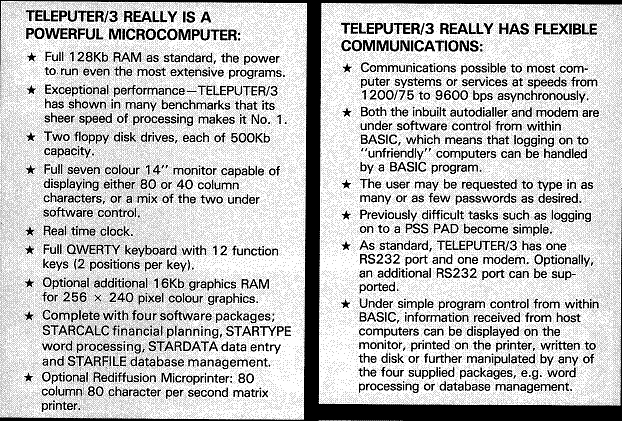 TELEPUTER/3 REALLY IS A
POWERFUL MICROCOMPUTER:
★ Full 128Kb RAM as standard, the power
to run even the most extensive programs.
★ Exceptional performance—TELEPUTER/3
has shown in many benchmarks that its
sheer speed of processing makes it No. 1.
★ Two floppy disk drives, each of 500Kb
capacity.
★ Full seven colour 14'' monitor capable of
displaying either 80 or 40 column
characters, or a mix of the two under
software control.
★ Real time clock.
★ Full QWERTY keyboard with 12 function
keys (2 positions per key).
★ Optional additional 16Kb graphics RAM
for 256 × 240 pixel colour graphics.
★ Complete with four software packages;
STARCALC financial planning, STARTYPE
word processing, STARDATA data entry
and STARFILE database management.
★ Optional Rediffusion Microprinter: 80
column 80 character per second matrix
printer.
TELEPUTER/3 REALLY HAS FLEXIBLE
COMMUNICATIONS:
★ Communications possible to most com-
puter systems or services at speeds from
1200/75 to 9600 bps asynchronously.
★ Both the inbuilt autodialler and modem are
under software control from within
BASIC, which means that logging on to
''unfriendly'' computers can be handled
by a BASIC program.
★ The user may be requested to type in as
many or as few passwords as desired.
★ Previously difficult tasks such as logging
on to a PSS PAD become simple.
★ As standard, TELEPUTER/3 has one
RS232 port and one modem. Optionally,
an additional RS232 port can be sup-
ported.
★ Under simple program control from within
BASIC, information received from host
computers can be displayed on the
monitor, printed on the printer, written to
the disk or further manipulated by any of
the four supplied packages, e.g. word
processing or database management.